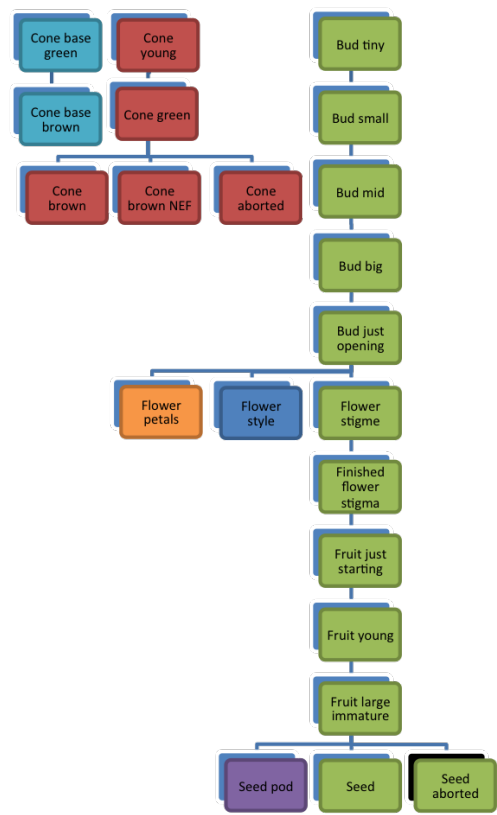 Cone base
green
Cone
young
Bud tiny
Cone base
brown
Cone green
Bud small
Cone
brown
Cone
brown NEF
Cone
aborted
Bud mid
Bud big
Bud just
opening
Flower
petals
Flower
style
Flower
stigme
Finished
flower
stigma
Fruit just
starting
Fruit young
Fruit large
immature
Seed pod
Seed
Seed
aborted